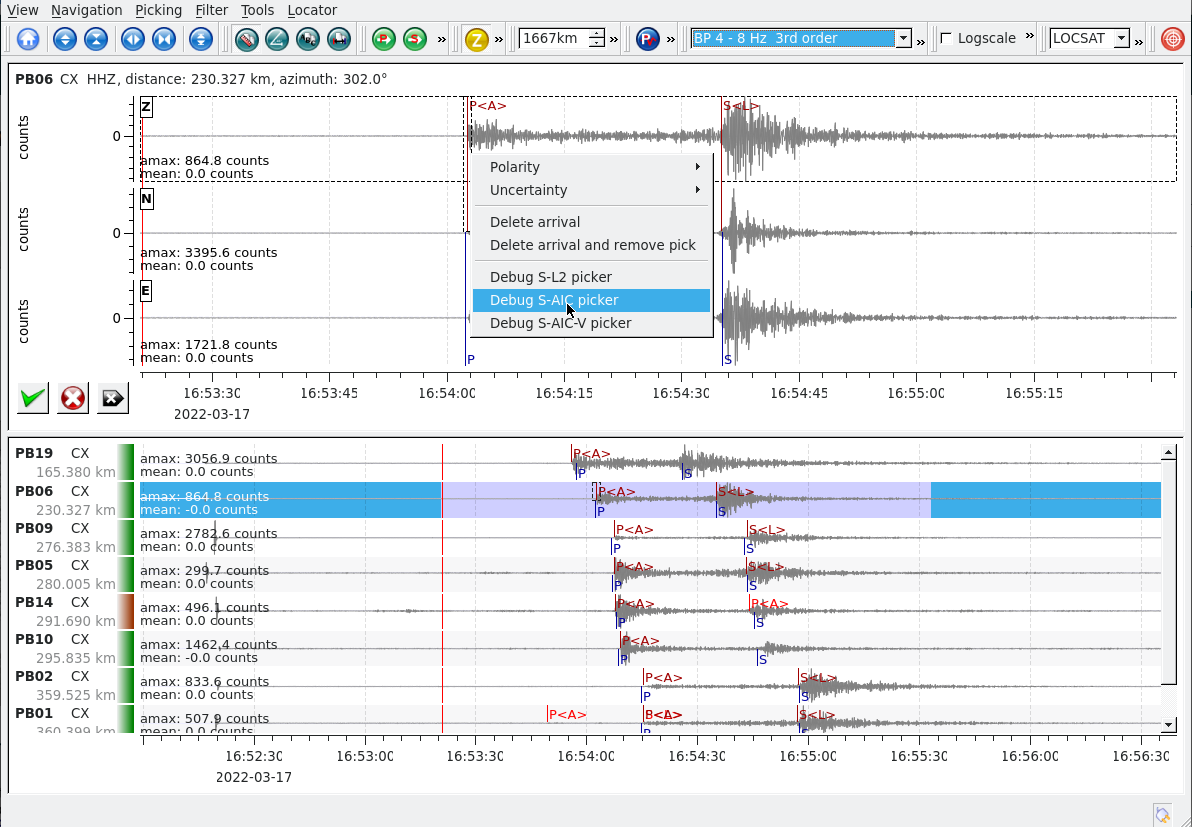 View Navigation Picking Filter Tools Locator
P S » Z » 1667km » P » BP 4 - 8 Hz 3rd order Logscale » LOCSAT »
PB06 CX HHZ, distance: 230.327 km, azimuth: 302.0°
counts
Z
P<A>
S<L>
0
amax: 864.8 counts
mean: 0.0 counts
counts
N
0
amax: 3395.6 counts
mean: 0.0 counts
counts
E
0
amax: 1721.8 counts
mean: 0.0 counts
P
S
Polarity
Uncertainty
Delete arrival
Delete arrival and remove pick
Debug S-L2 picker
Debug S-AIC picker
Debug S-AIC-V picker
16:53:30 16:53:45 16:54:00 16:54:15 16:54:30 16:54:45 16:55:00 16:55:15
2022-03-17
PB19 CX amax: 3056.9 counts P<A>
165.380 km mean: 0.0 counts P S
PB06 CX amax: 864.8 counts P<A> S<L>
230.327 km mean: -0.0 counts P S
PB09 CX amax: 2782.6 counts P<A> S<L>
276.383 km mean: 0.0 counts P S
PB05 CX amax: 299.7 counts P<A> S<L>
280.005 km mean: 0.0 counts P S
PB14 CX amax: 496.1 counts P<A> P<A>
291.690 km mean: 0.0 counts P S
PB10 CX amax: 1462.4 counts P<A>
295.835 km mean: -0.0 counts P S
PB02 CX amax: 833.6 counts P<A> S<L>
359.525 km mean: 0.0 counts P S
PB01 CX amax: 507.9 counts P<A> S<L>
360.399 km mean: 0.0 counts P S
16:52:30 16:53:00 16:53:30 16:54:00 16:54:30 16:55:00 16:55:30 16:56:00 16:56:30
2022-03-17